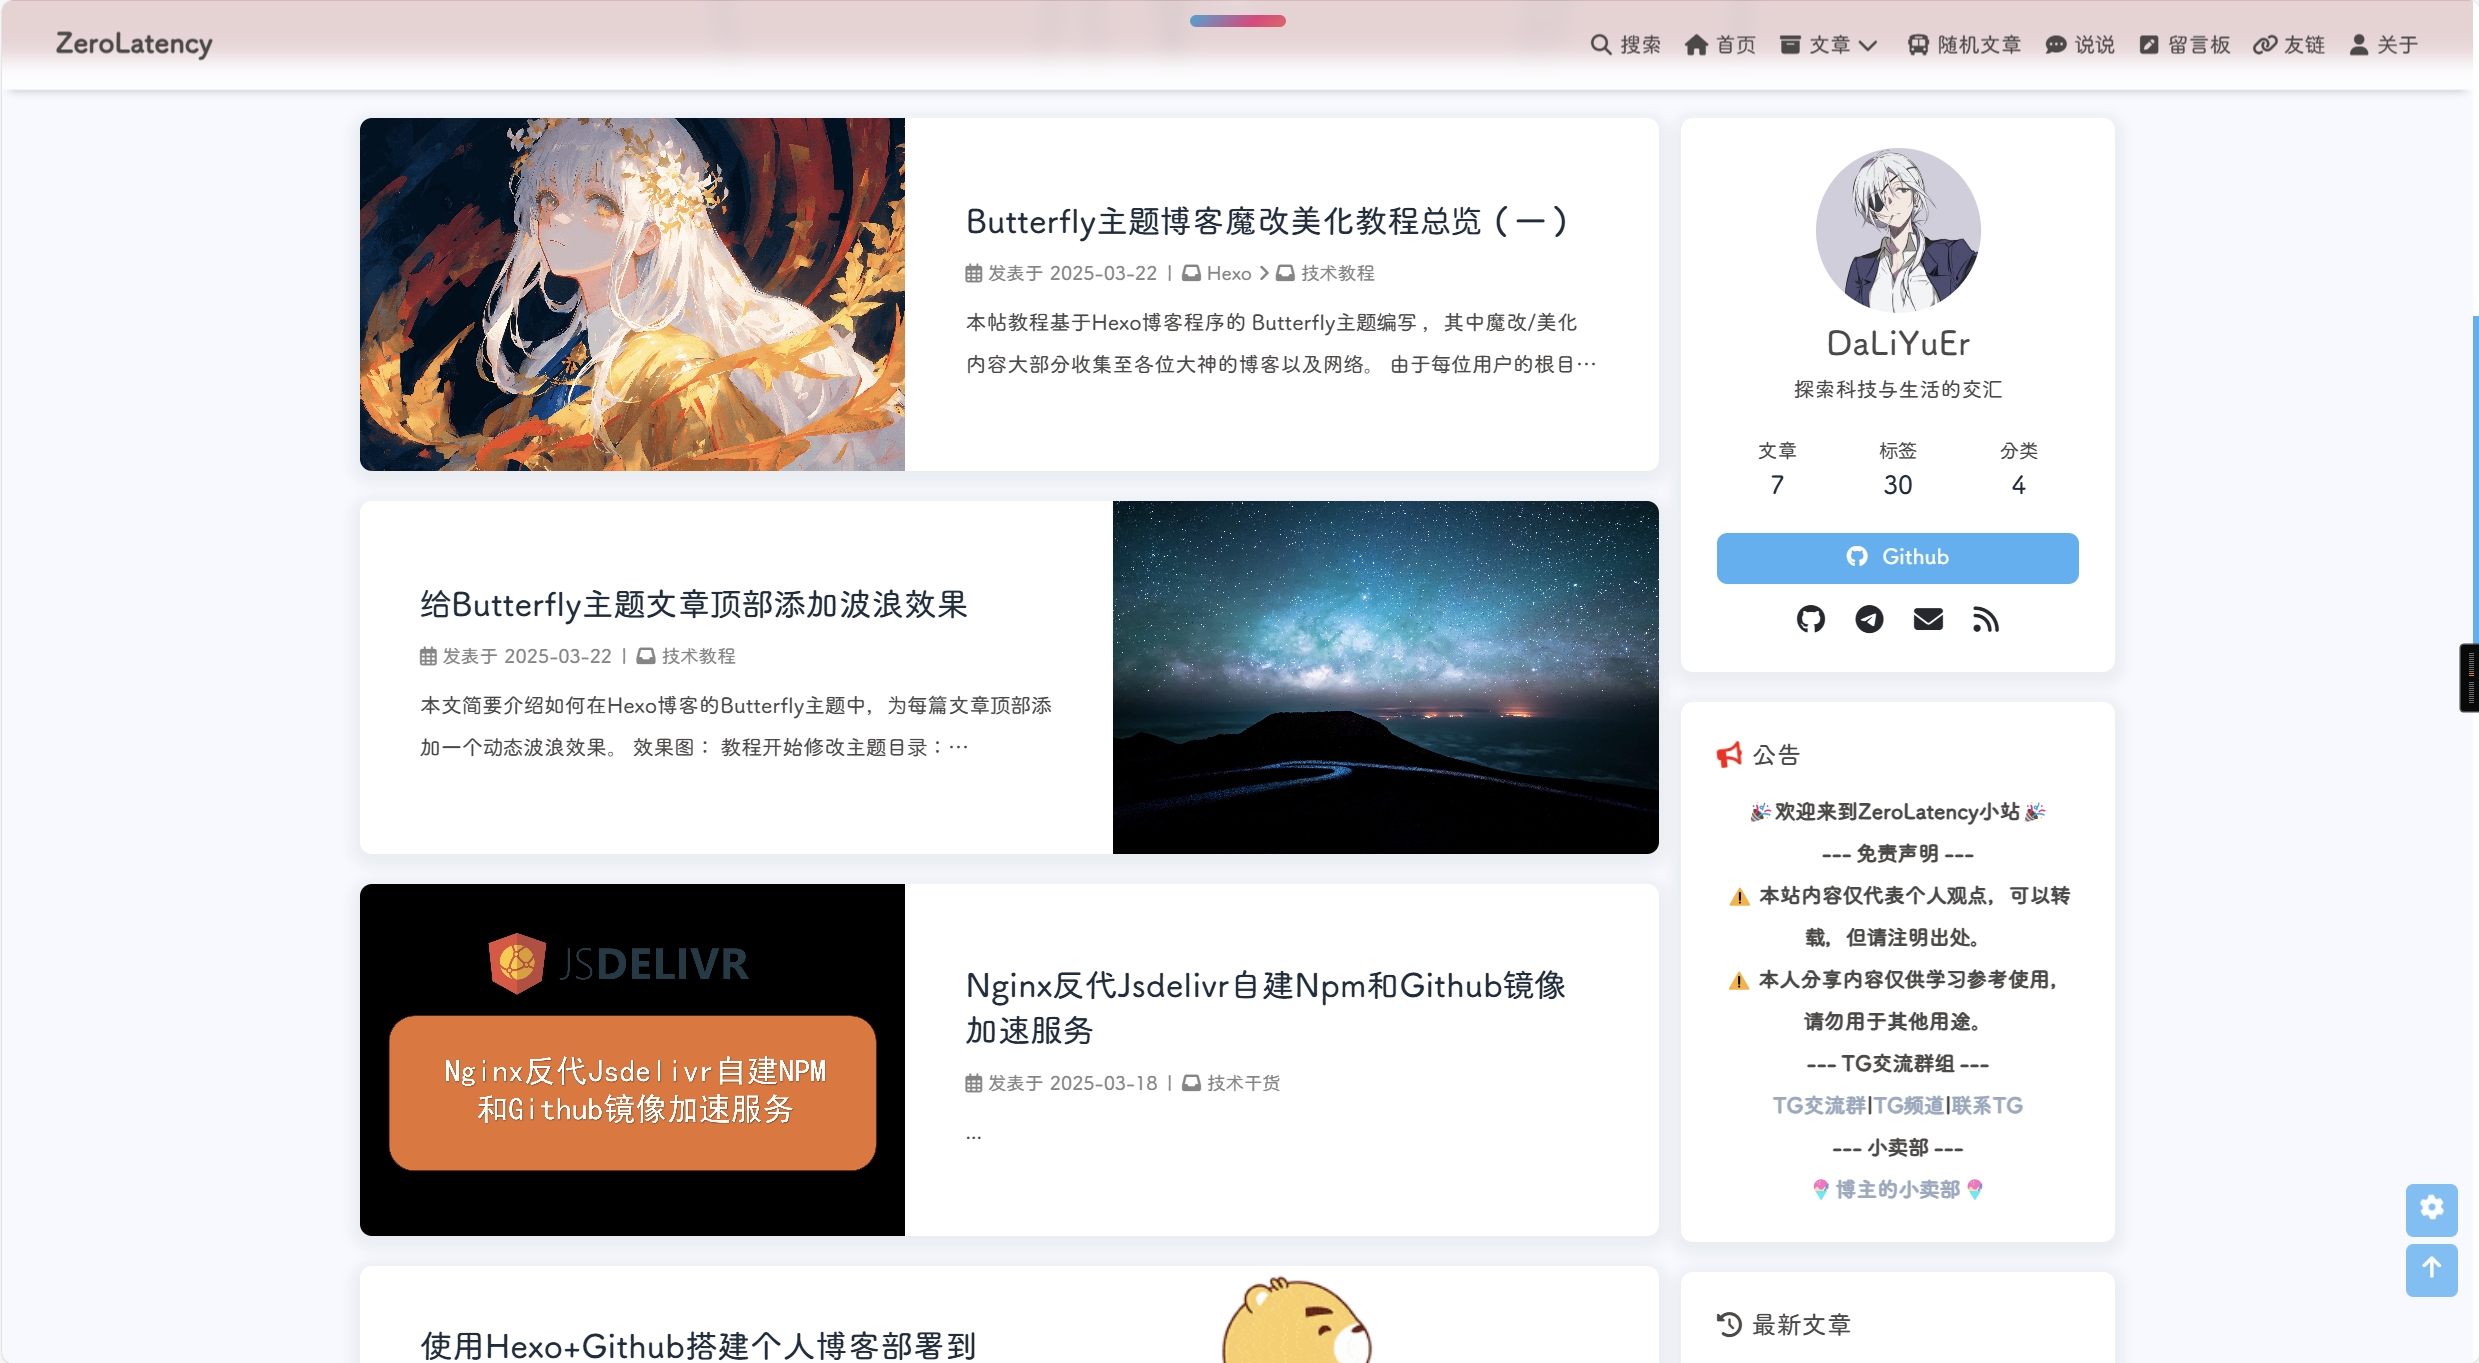 ZeroLatency
搜索 首页 文章 随机文章 说说 留言板 友链 关于
Butterfly主题博客魔改美化教程总览（一）
发表于 2025-03-22 | Hexo > 技术教程
本帖教程基于Hexo博客程序的 Butterfly主题编写 ，其中魔改/美化
内容大部分收集至各位大神的博客以及网络。 由于每位用户的根目…
给Butterfly主题文章顶部添加波浪效果
发表于 2025-03-22 | 技术教程
本文简要介绍如何在Hexo博客的Butterfly主题中，为每篇文章顶部添
加一个动态波浪效果。 效果图： 教程开始修改主题目录：…
JSDELIVR
Nginx反代Jsdelivr自建NPM
和Github镜像加速服务
Nginx反代Jsdelivr自建Npm和Github镜像
加速服务
发表于 2025-03-18 | 技术干货
...
使用Hexo+Github搭建个人博客部署到
DaLiYuEr
探索科技与生活的交汇
文章 标签 分类
7 30 4
Github
公告
🎉欢迎来到ZeroLatency小站🎉
--- 免责声明 ---
⚠️ 本站内容仅代表个人观点，可以转
载，但请注明出处。
⚠️ 本人分享内容仅供学习参考使用，
请勿用于其他用途。
--- TG交流群组 ---
TG交流群|TG频道|联系TG
--- 小卖部 ---
🍧博主的小卖部🍧
最新文章